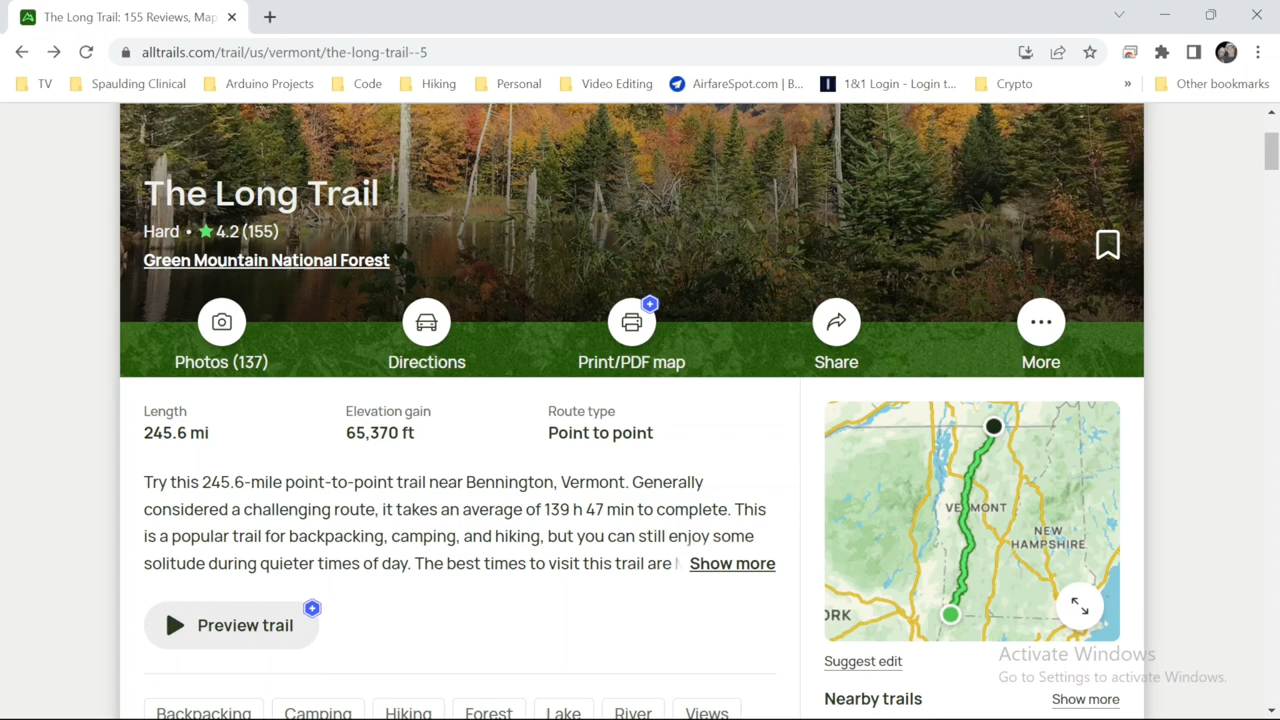 The Long Trail: 155 Reviews, Map
alltrails.com/trail/us/vermont/the-long-trail--5
TV Spaulding Clinical Arduino Projects Code Hiking Personal Video Editing AirfareSpot.com | B... 1&1 Login - Login t... Crypto » Other bookmarks
The Long Trail
Hard • 4.2 (155)
Green Mountain National Forest
Photos (137) Directions Print/PDF map Share More
Length Elevation gain Route type
245.6 mi 65,370 ft Point to point
Try this 245.6-mile point-to-point trail near Bennington, Vermont. Generally
considered a challenging route, it takes an average of 139 h 47 min to complete. This
is a popular trail for backpacking, camping, and hiking, but you can still enjoy some
solitude during quieter times of day. The best times to visit this trail are Show more
Preview trail
Backpacking Camping Hiking Forest Lake River Views
VERMONT
NEW
HAMPSHIRE
ORK
Suggest edit
Activate Windows
Go to Settings to activate Windows.
Nearby trails Show more